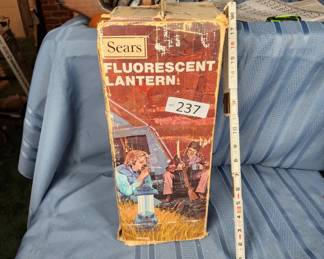 Sears
FLUORESCENT
LANTERN
237